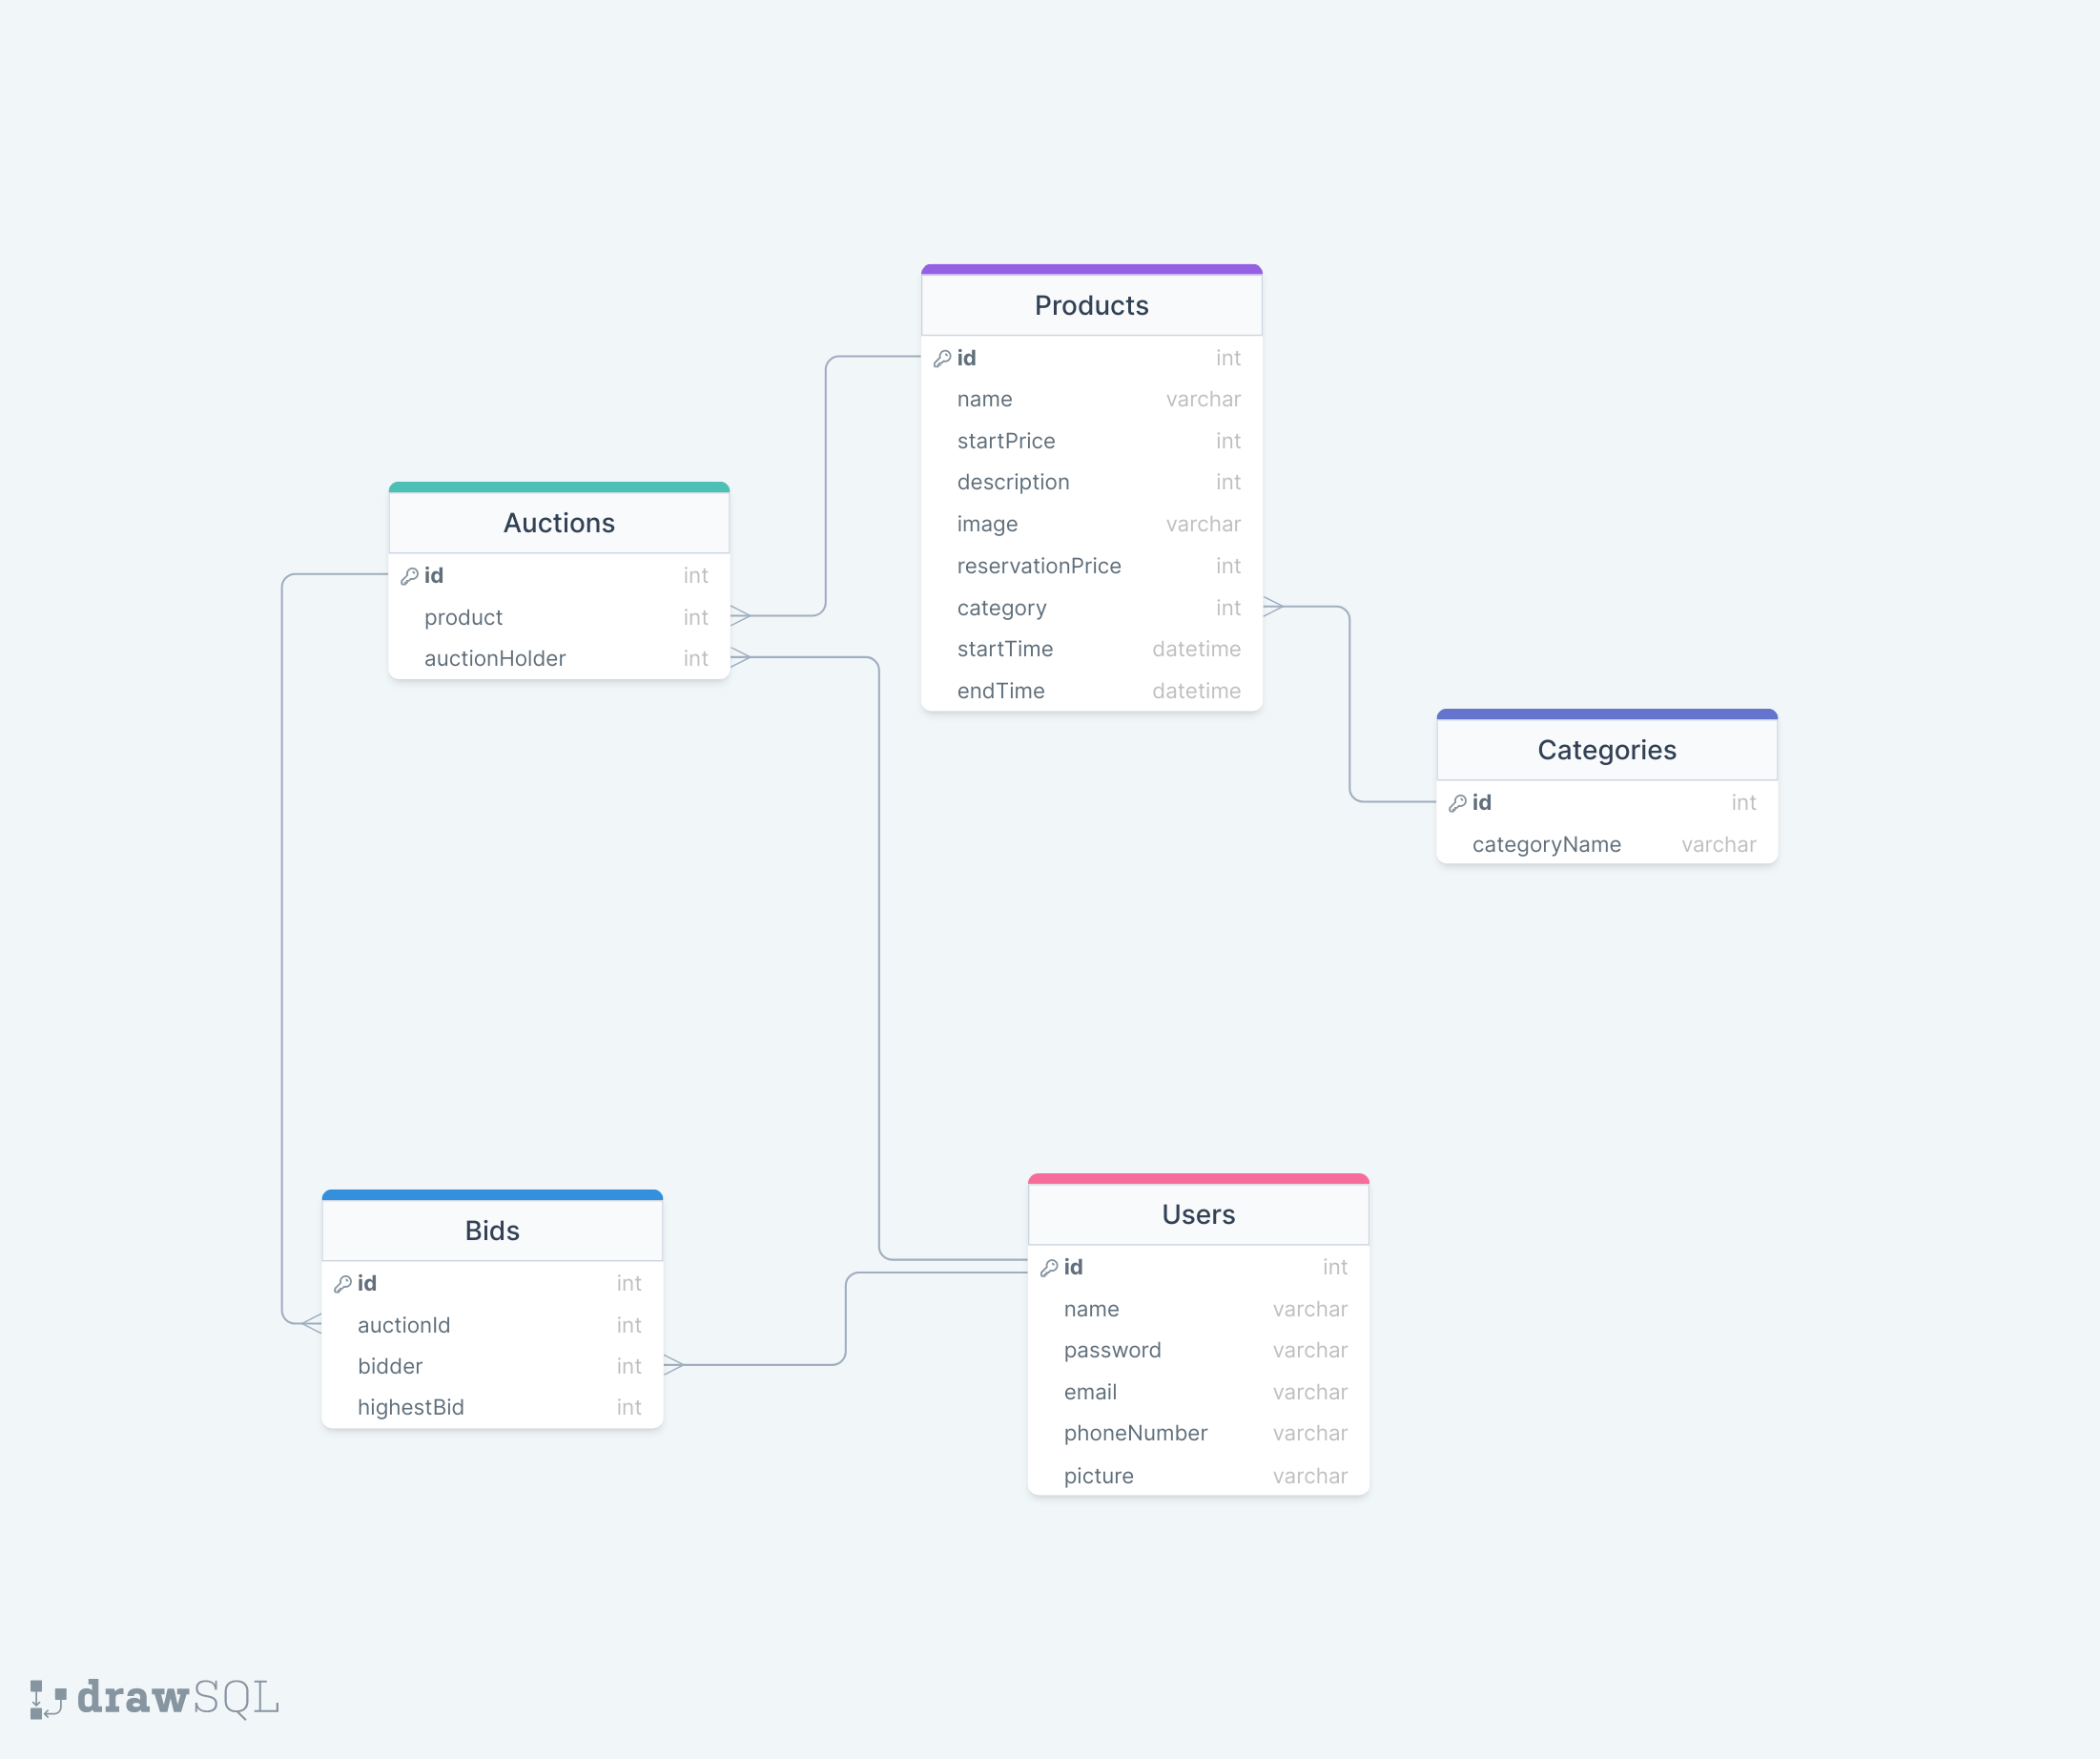 Products
id int
name varchar
startPrice int
description int
image varchar
reservationPrice int
category int
startTime datetime
endTime datetime
Auctions
id int
product int
auctionHolder int
Categories
id int
categoryName varchar
Bids
id int
auctionId int
bidder int
highestBid int
Users
id int
name varchar
password varchar
email varchar
phoneNumber varchar
picture varchar
drawSQL